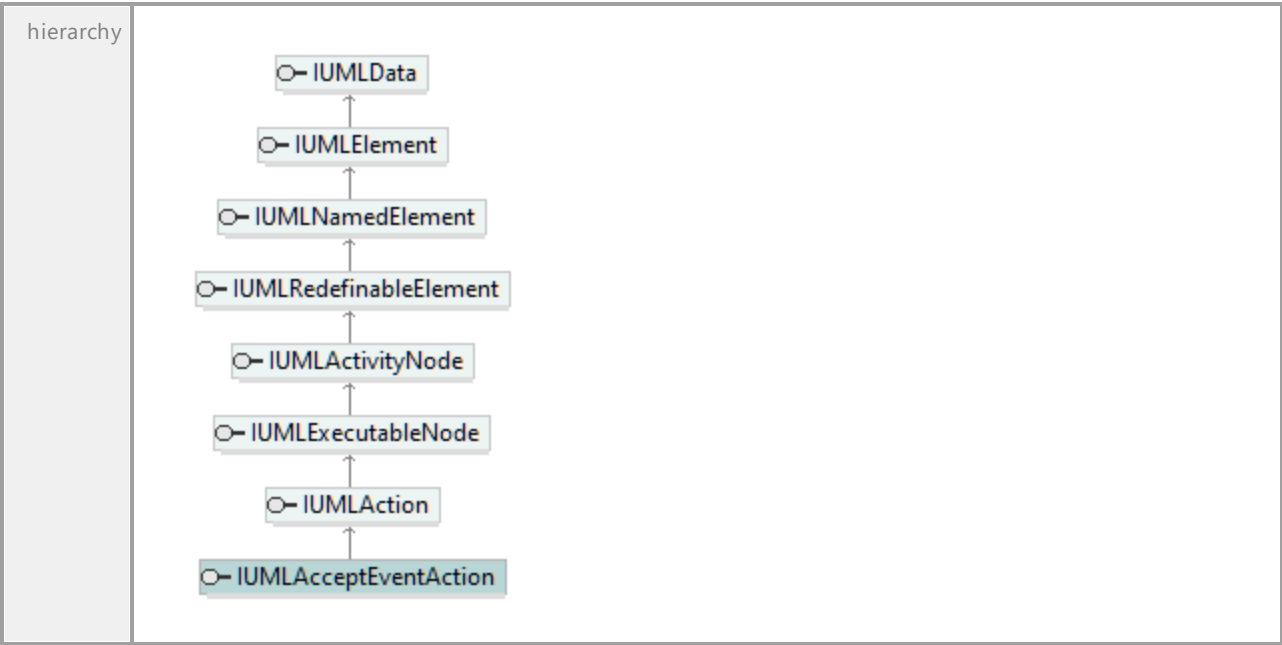 hierarchy
IUMLData
IUMLElement
IUMLNamedElement
IUMLRedefinableElement
IUMLActivityNode
IUMLExecutableNode
IUMLAction
IUMLAcceptEventAction